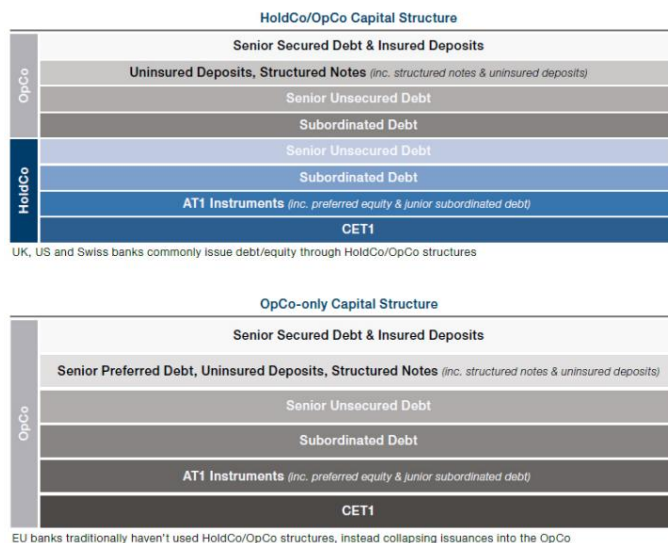 HoldCo/OpCo Capital Structure
OpCo
Senior Secured Debt & Insured Deposits
Uninsured Deposits, Structured Notes (inc. structured notes & uninsured deposits)
Senior Unsecured Debt
Subordinated Debt
HoldCo
Senior Unsecured Debt
Subordinated Debt
AT1 Instruments (inc. preferred equity & junior subordinated debt)
CET1
UK, US and Swiss banks commonly issue debt/equity through HoldCo/OpCo structures
OpCo-only Capital Structure
OpCo
Senior Secured Debt & Insured Deposits
Senior Preferred Debt, Uninsured Deposits, Structured Notes (inc. structured notes & uninsured deposits)
Senior Unsecured Debt
Subordinated Debt
AT1 Instruments (inc. preferred equity & junior subordinated debt)
CET1
EU banks traditionally haven't used HoldCo/OpCo structures, instead collapsing issuances into the OpCo